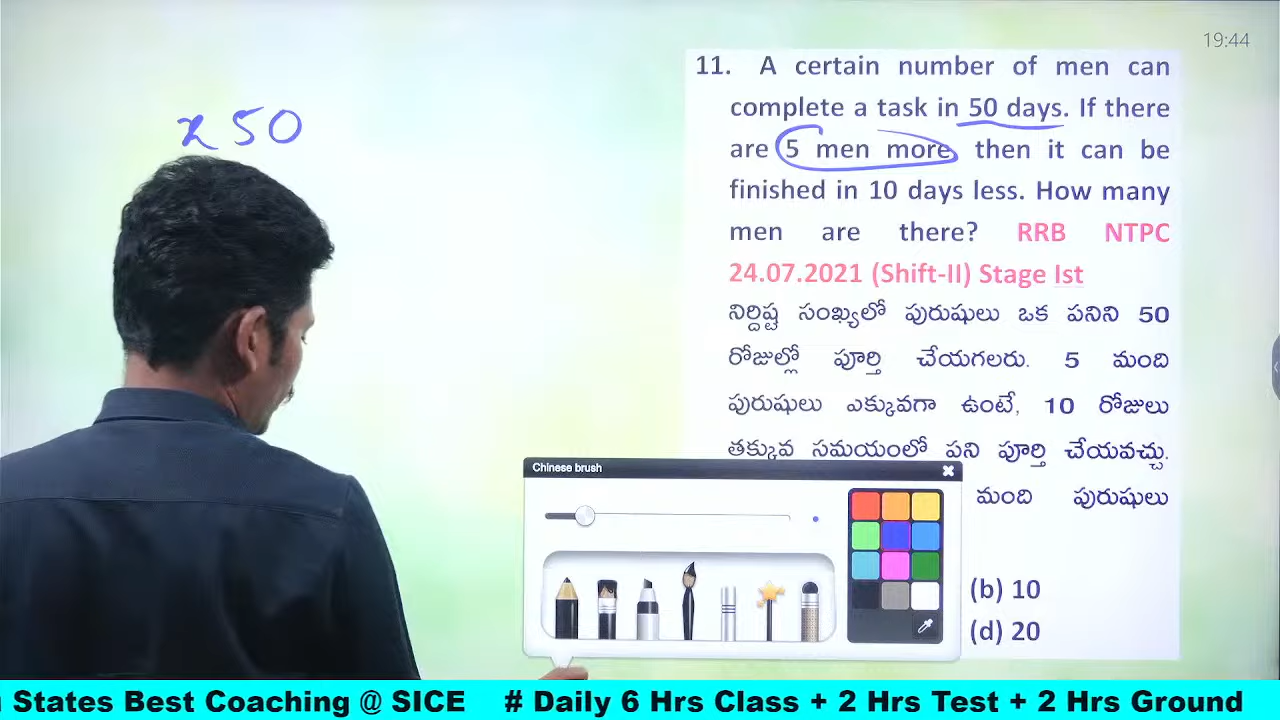 19:44
x 50
11. A certain number of men can
complete a task in 50 days. If there
are 5 men more then it can be
finished in 10 days less. How many
men are there? RRB NTPC
24.07.2021 (Shift-II) Stage Ist
నిర్దిష్ట సంఖ్యలో పురుషులు ఒక పనిని 50
రోజుల్లో పూర్తి చేయగలరు. 5 మంది
పురుషులు ఎక్కువగా ఉంటే, 10 రోజులు
తక్కువ సమయంలో పని పూర్తి చేయవచ్చు.
మంది పురుషులు
Chinese brush
(b) 10
(d) 20
States Best Coaching @ SICE # Daily 6 Hrs Class + 2 Hrs Test + 2 Hrs Ground